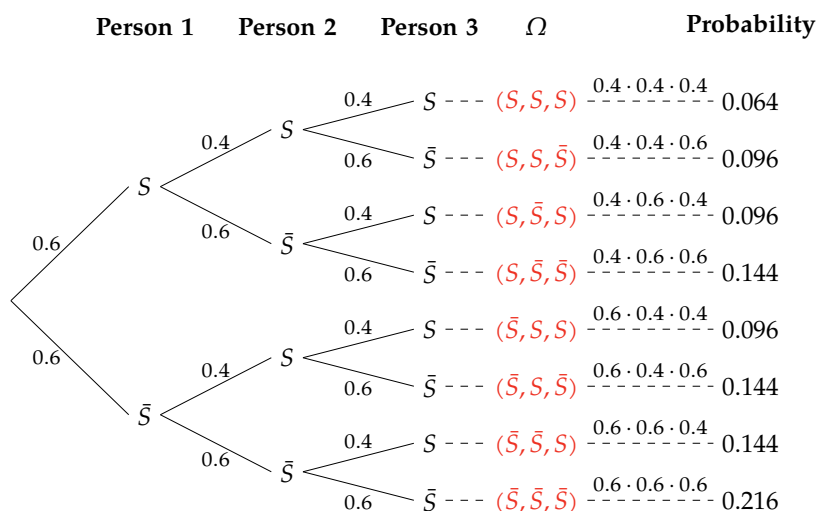 Person 1 Person 2 Person 3 Ω Probability
0.4 S (S, S, S) 0.4 · 0.4 · 0.4 0.064
S
0.4 0.6 S̄ (S, S, S̄) 0.4 · 0.4 · 0.6 0.096
S
0.6 0.4 S (S, S̄, S) 0.4 · 0.6 · 0.4 0.096
0.6 S̄
0.6 S̄ (S, S̄, S̄) 0.4 · 0.6 · 0.6 0.144
0.4 S (S̄, S, S) 0.6 · 0.4 · 0.4 0.096
0.6 S
0.4 0.6 S̄ (S̄, S, S̄) 0.6 · 0.4 · 0.6 0.144
S̄
0.4 S (S̄, S̄, S) 0.6 · 0.6 · 0.4 0.144
0.6 S̄
0.6 S̄ (S̄, S̄, S̄) 0.6 · 0.6 · 0.6 0.216